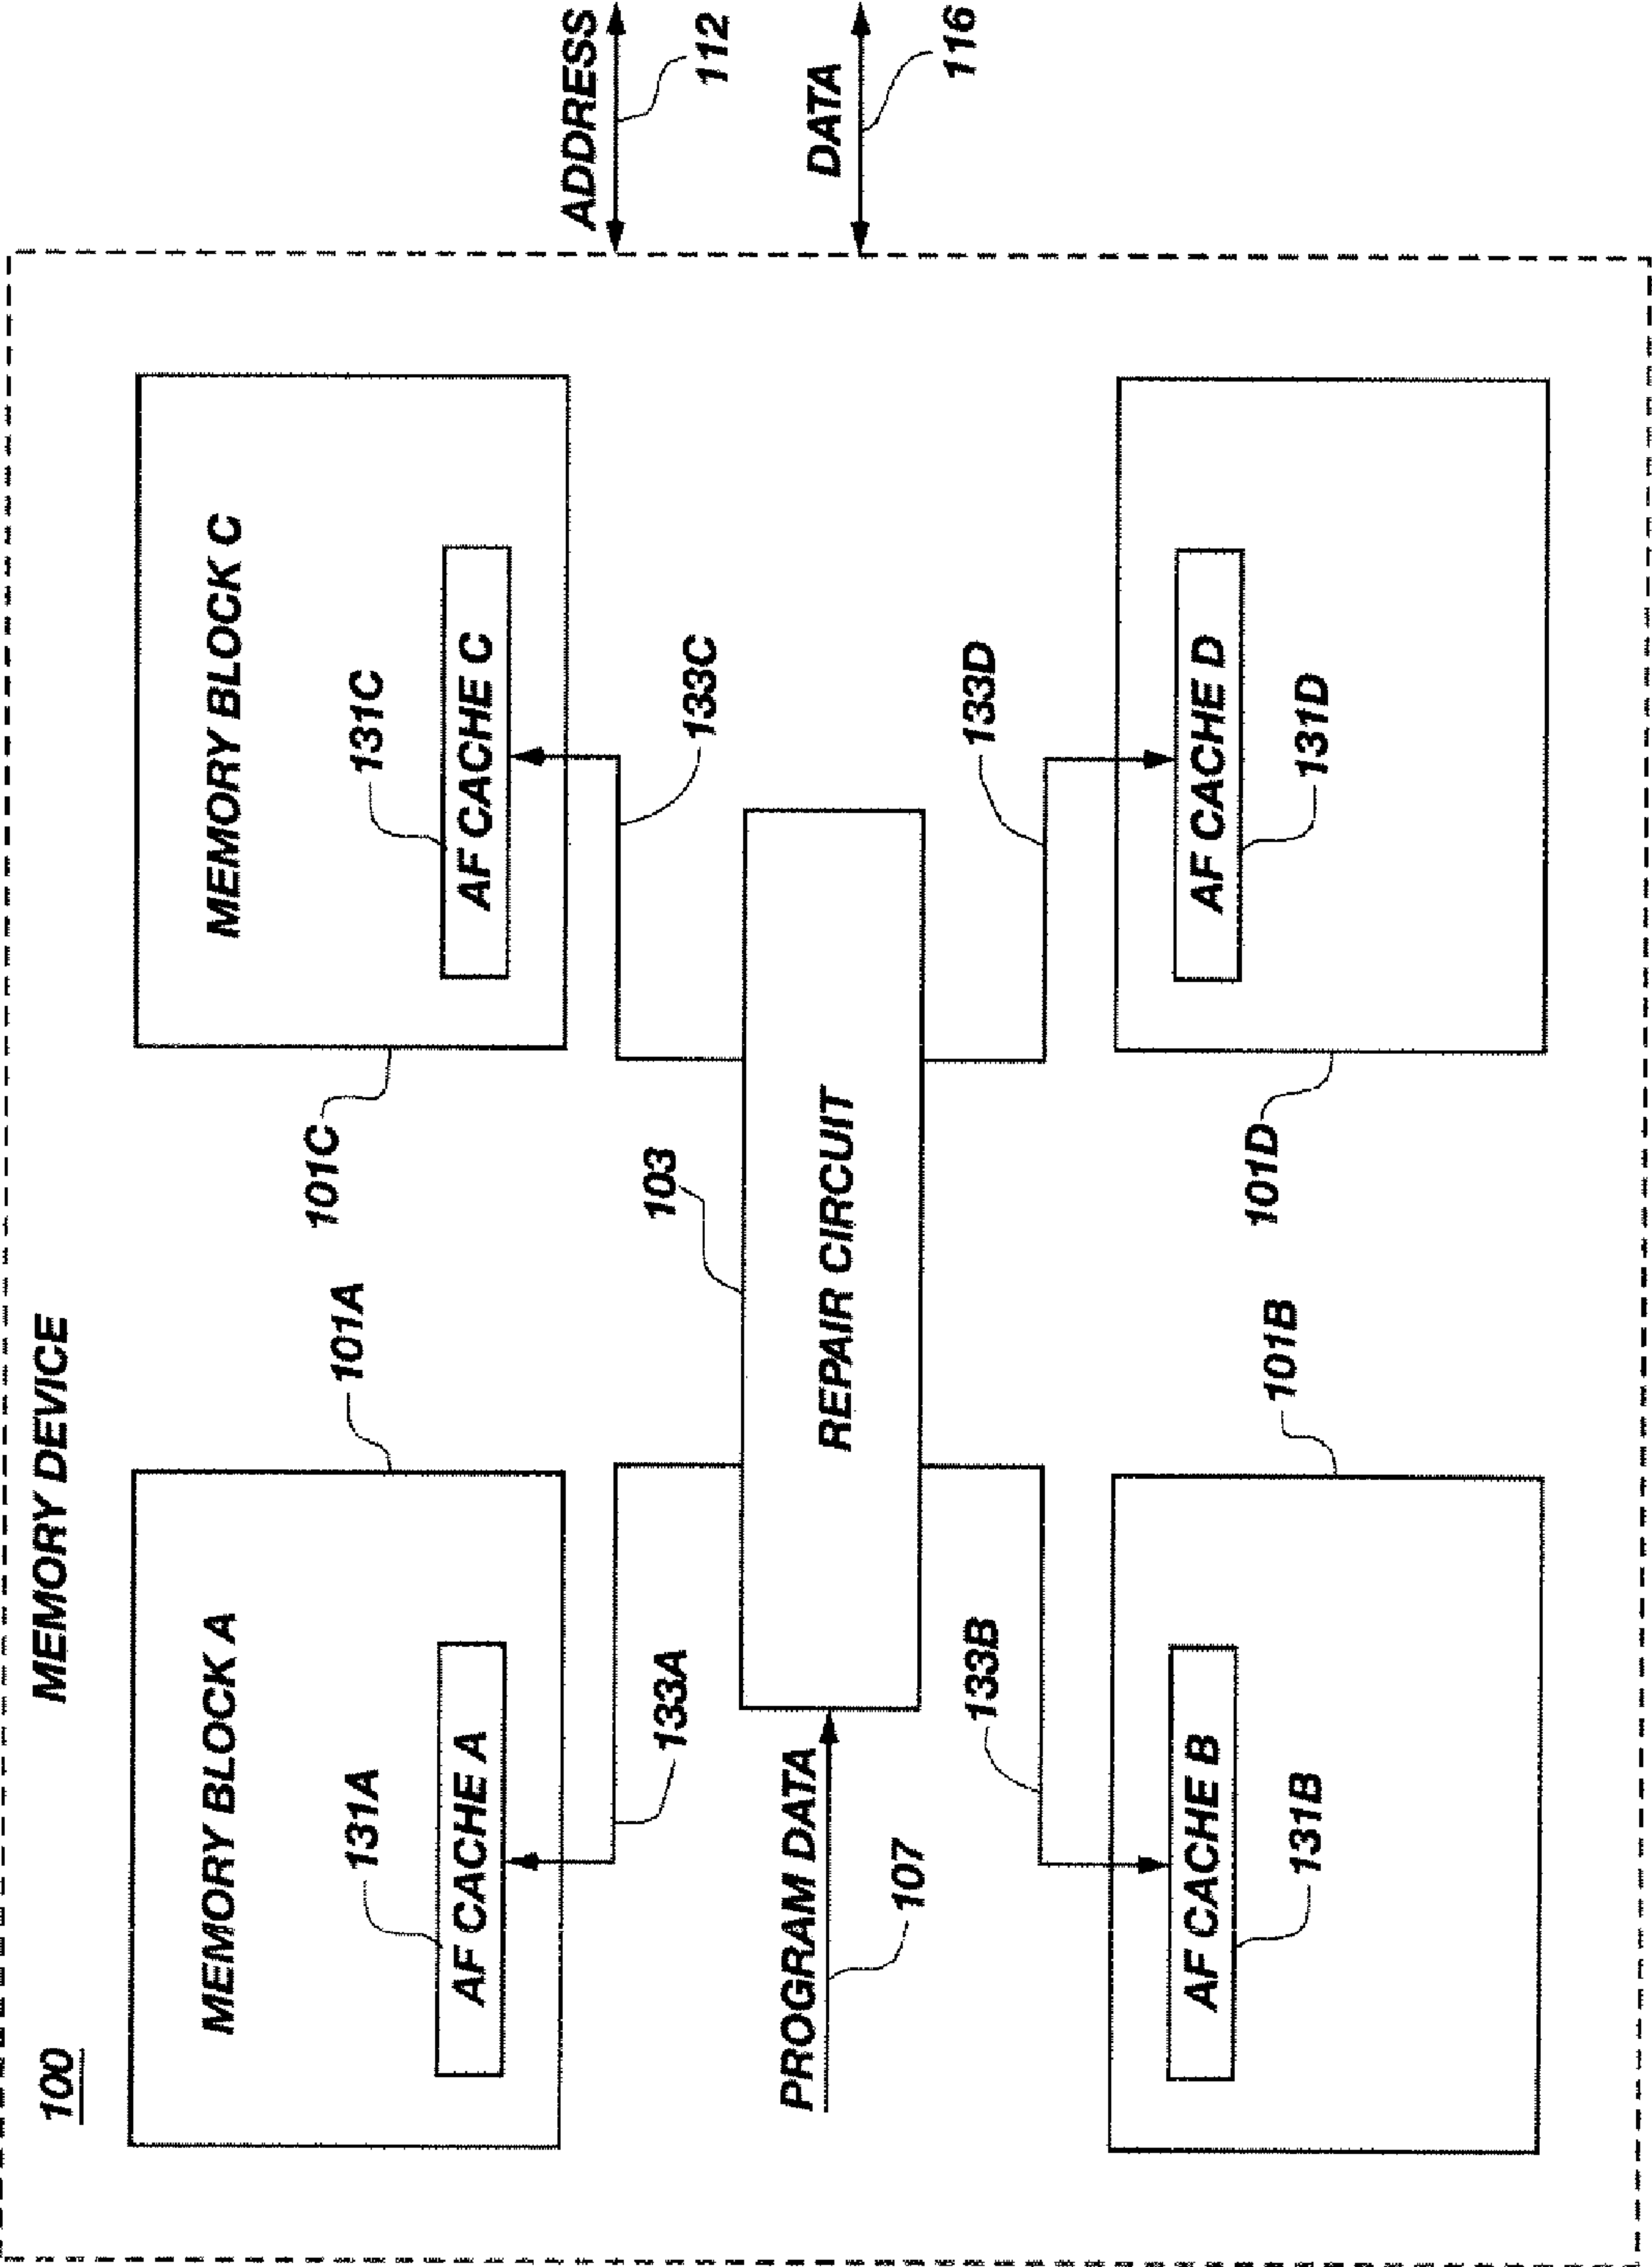 100
MEMORY DEVICE
MEMORY BLOCK A
131A
AF CACHE A
101A
MEMORY BLOCK C
131C
AF CACHE C
101C
133A
103
133C
ADDRESS
112
PROGRAM DATA
107
REPAIR CIRCUIT
DATA
116
133B
133D
AF CACHE B
131B
101B
AF CACHE D
131D
101D